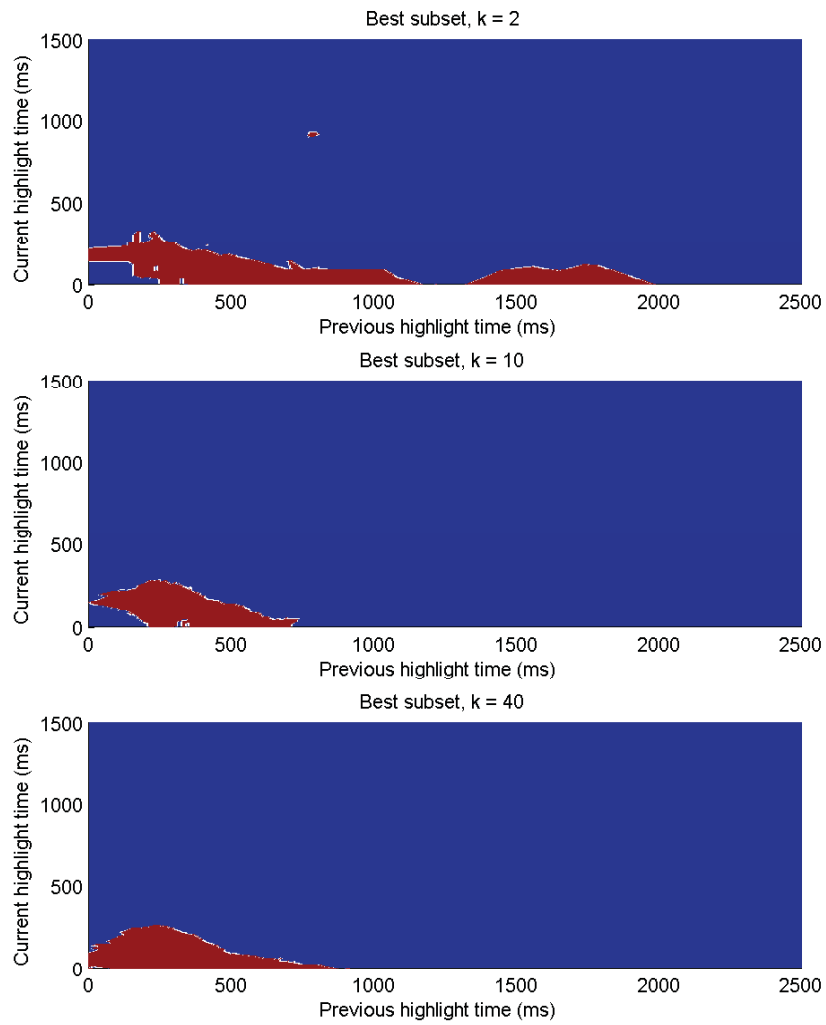 Best subset, k = 2
1500
1000
500
0
Current highlight time (ms)
0 500 1000 1500 2000 2500
Previous highlight time (ms)
Best subset, k = 10
1500
1000
500
0
Current highlight time (ms)
0 500 1000 1500 2000 2500
Previous highlight time (ms)
Best subset, k = 40
1500
1000
500
0
Current highlight time (ms)
0 500 1000 1500 2000 2500
Previous highlight time (ms)